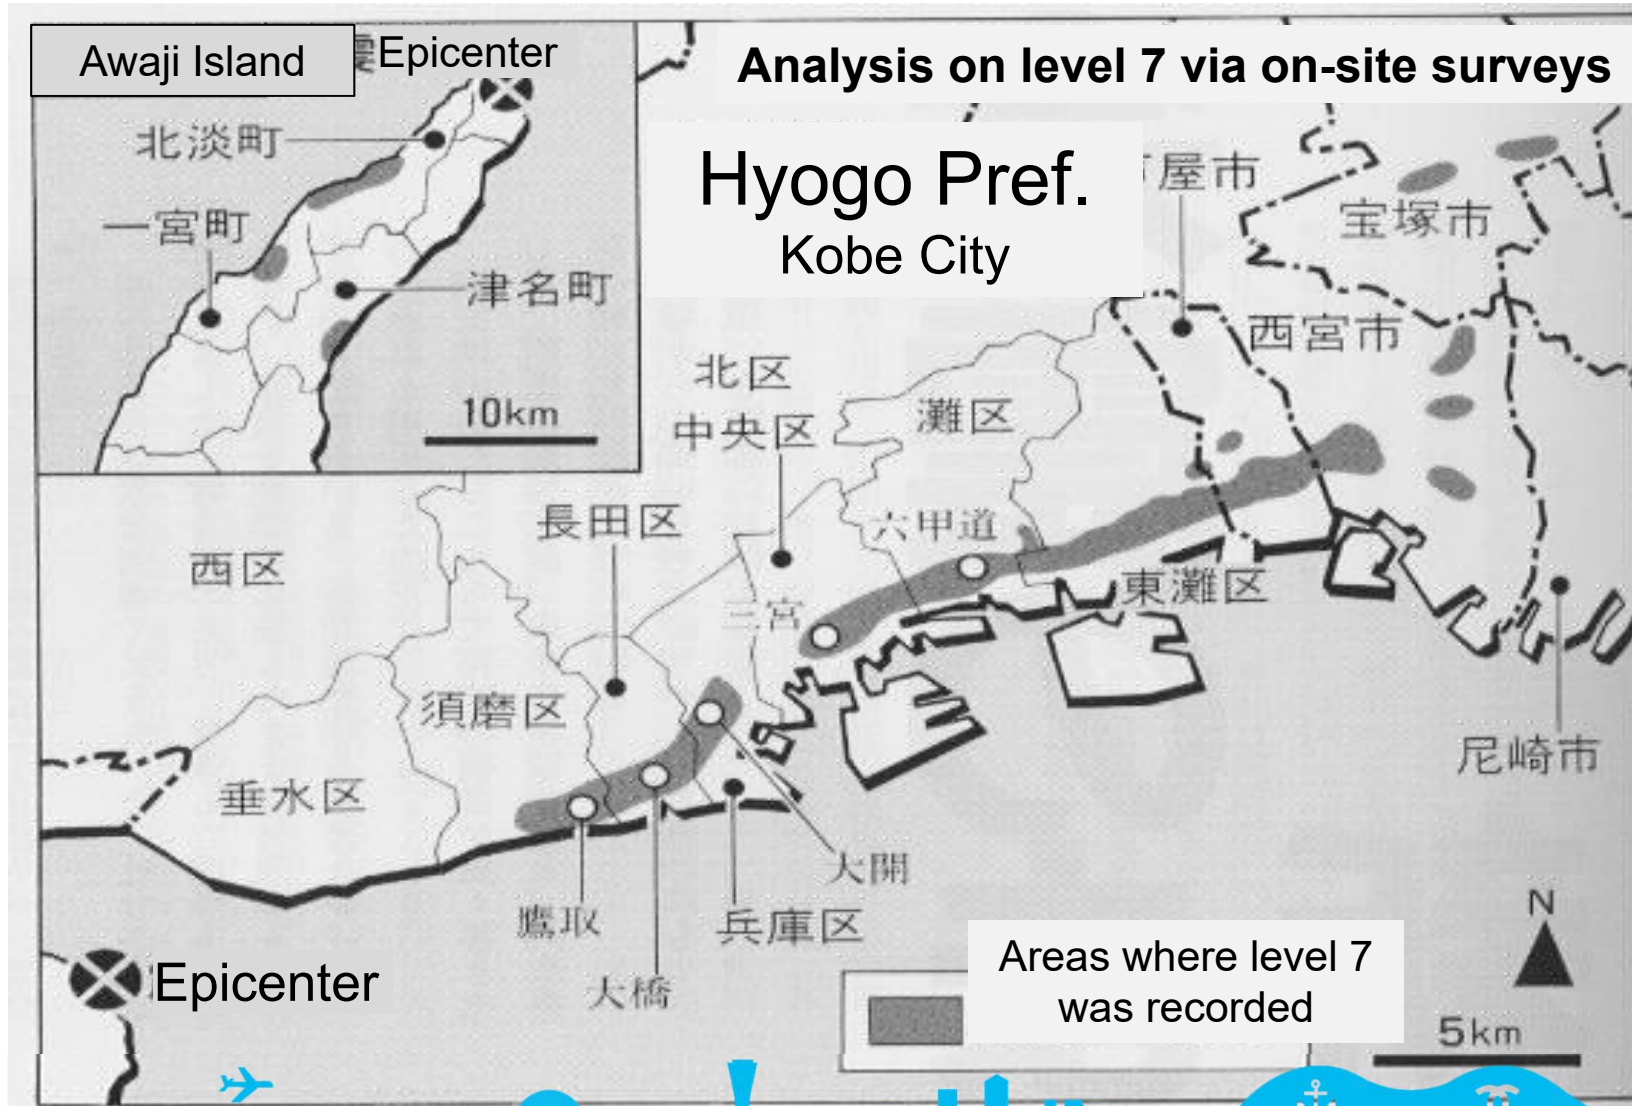 Awaji Island
Epicenter
Analysis on level 7 via on-site surveys
北淡町
Hyogo Pref.
屋市
一宮町
宝塚市
Kobe City
津名町
西宮市
北区
灘区
10km
中央区
長田区
六甲道
西区
東灘区
三宮
須磨区
尼崎市
垂水区
大開
鷹取
兵庫区
N
Areas where level 7
was recorded
Epicenter
大橋
5km